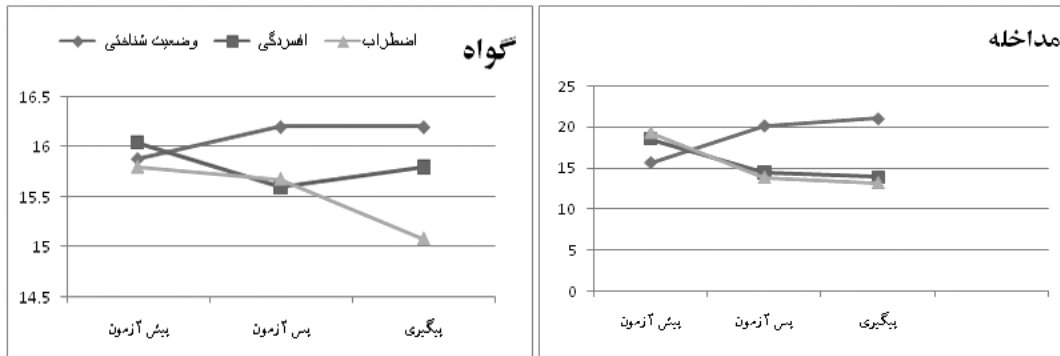 گواه
وضعیت شناختی افسردگی اضطراب
16.5
16
15.5
15
14.5
پیش آزمون پس آزمون پیگیری
مداخله
25
20
15
10
5
0
پیش آزمون پس آزمون پیگیری